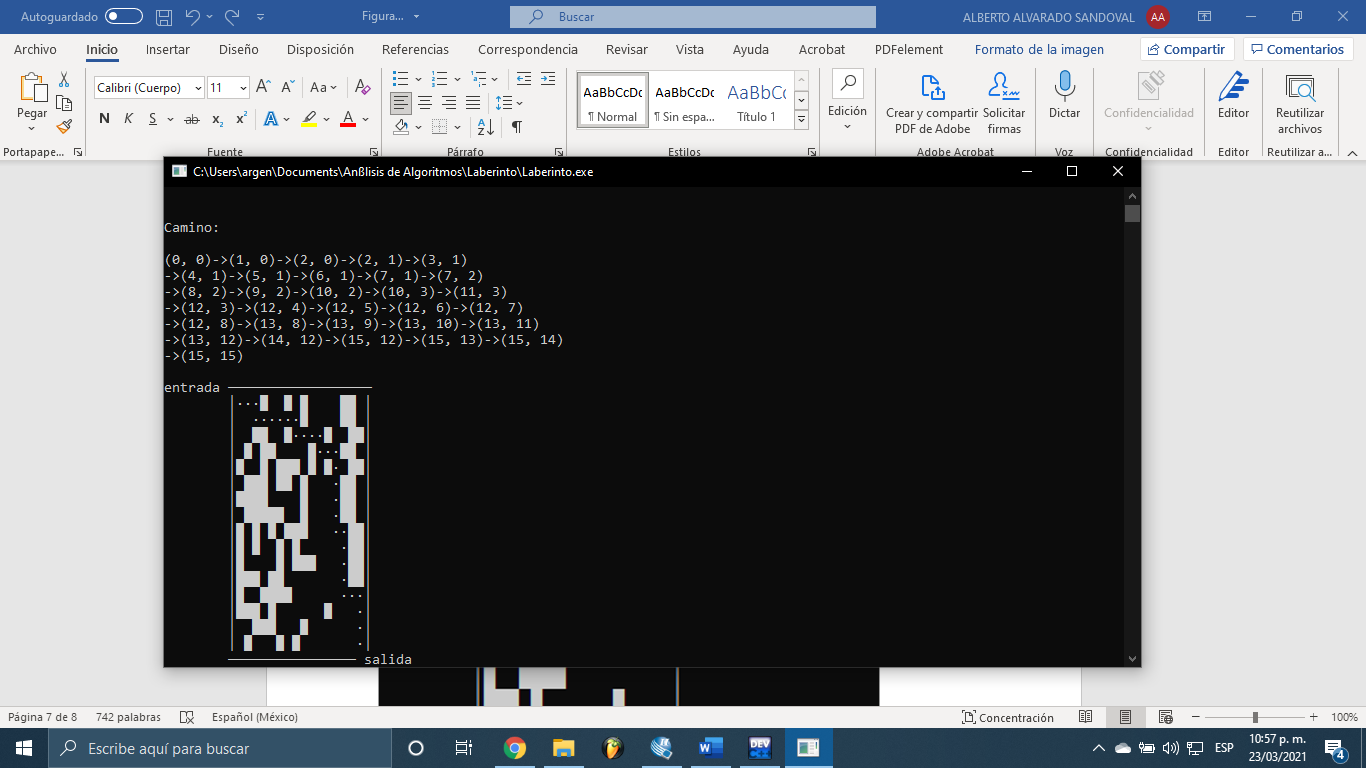 Autoguardado
Figura...
Buscar
ALBERTO ALVARADO SANDOVAL
AA
Archivo Inicio Insertar Diseño Disposición Referencias Correspondencia Revisar Vista Ayuda Acrobat PDFelement Formato de la imagen Compartir Comentarios
Calibri (Cuerpo) 11 A A Aa A
Pegar
N K S ab x₂ x² A A
AaBbCcDc AaBbCcDc AaBbCc
¶ Normal ¶ Sin espa... Título 1
Edición
Crear y compartir PDF de Adobe
Solicitar firmas
Dictar
Confidencialidad
Editor
Reutilizar archivos
Portapape... Fuente Párrafo Estilos Adobe Acrobat Voz Confidencialidad Editor Reutilizar a...
C:\Users\argen\Documents\Anßlisis de Algoritmos\Laberinto\Laberinto.exe
Camino:
(0, 0)->(1, 0)->(2, 0)->(2, 1)->(3, 1)
->(4, 1)->(5, 1)->(6, 1)->(7, 1)->(7, 2)
->(8, 2)->(9, 2)->(10, 2)->(10, 3)->(11, 3)
->(12, 3)->(12, 4)->(12, 5)->(12, 6)->(12, 7)
->(12, 8)->(13, 8)->(13, 9)->(13, 10)->(13, 11)
->(13, 12)->(14, 12)->(15, 12)->(15, 13)->(15, 14)
->(15, 15)
entrada
salida
Página 7 de 8 742 palabras Español (México) Concentración 100%
Escribe aquí para buscar
DEV
ESP
10:57 p. m.
23/03/2021
4